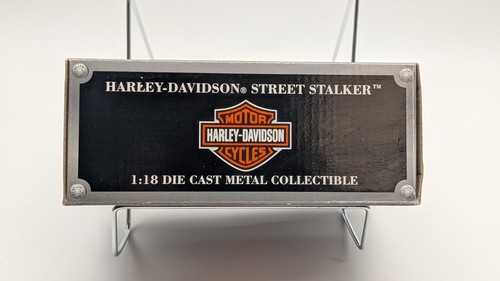 HARLEY-DAVIDSON® STREET STALKER™
MOTOR
HARLEY-DAVIDSON
CYCLES
1:18 DIE CAST METAL COLLECTIBLE